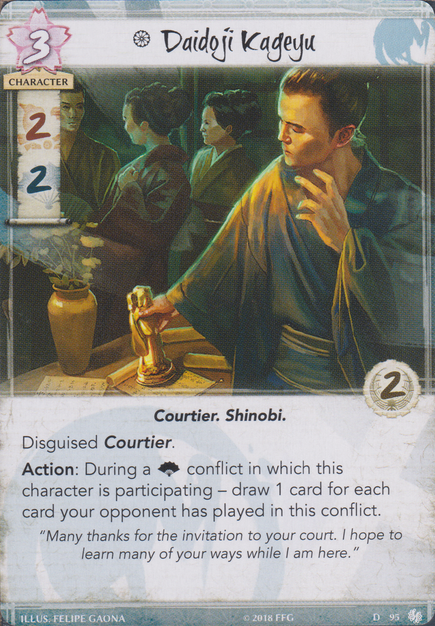 3
Daidoji Kageyu
CHARACTER
2
2
2
Courtier. Shinobi.
Disguised Courtier.
Action: During a conflict in which this
character is participating – draw 1 card for each
card your opponent has played in this conflict.
“Many thanks for the invitation to your court. I hope to
learn many of your ways while I am here.”
ILLUS. FELIPE GAONA
© 2018 FFG
D 95